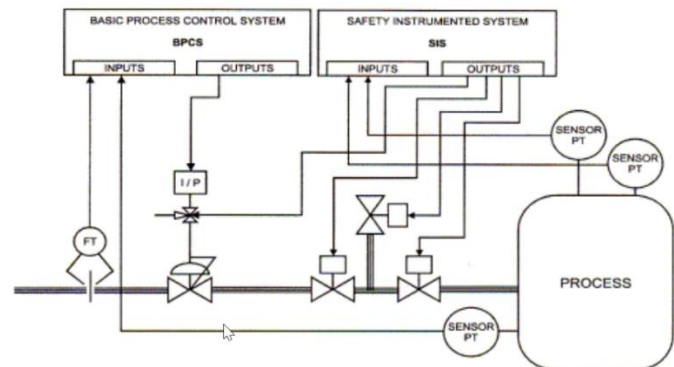 BASIC PROCESS CONTROL SYSTEM
BPCS
INPUTS
OUTPUTS
SAFETY INSTRUMENTED SYSTEM
SIS
INPUTS
OUTPUTS
SENSOR
PT
SENSOR
PT
I / P
FT
PROCESS
SENSOR
PT